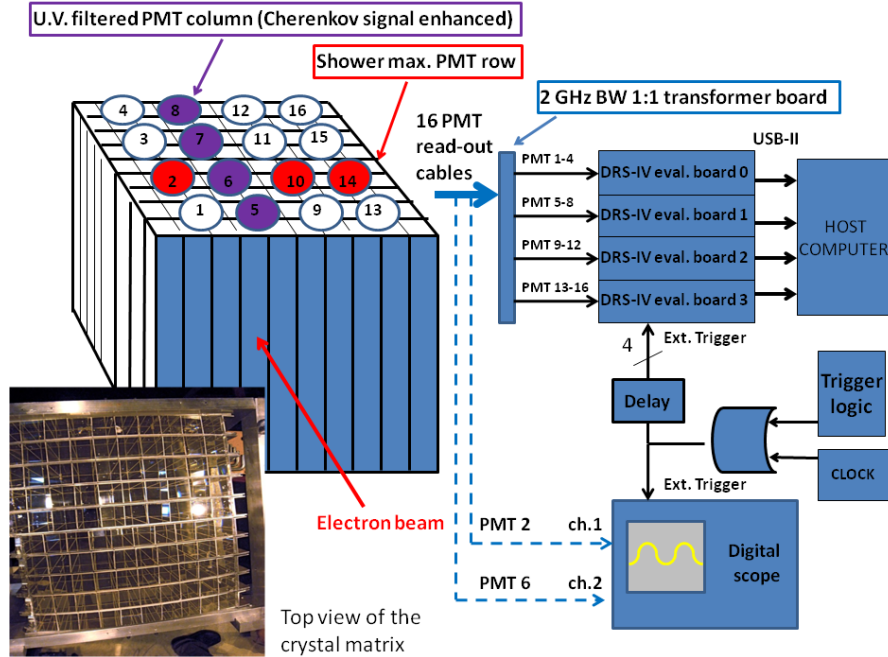 U.V. filtered PMT column (Cherenkov signal enhanced)
Shower max. PMT row
2 GHz BW 1:1 transformer board
4 8 12 16
3 7 11 15
2 6 10 14
1 5 9 13
16 PMT
read-out
cables
USB-II
PMT 1-4
DRS-IV eval. board 0
PMT 5-8
DRS-IV eval. board 1
PMT 9-12
DRS-IV eval. board 2
PMT 13-16
DRS-IV eval. board 3
HOST
COMPUTER
4
Ext. Trigger
Delay
Trigger
logic
CLOCK
Ext. Trigger
Electron beam
PMT 2 ch.1
PMT 6 ch.2
Digital
scope
Top view of the
crystal matrix